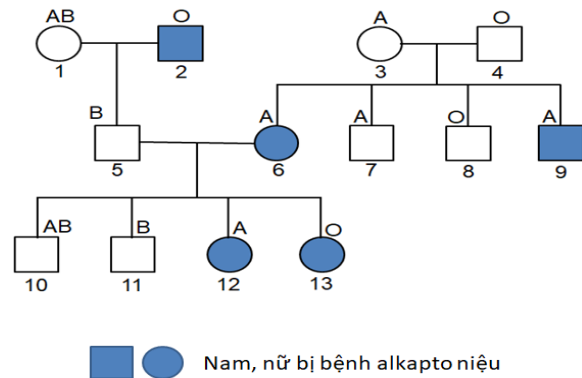 AB O A O
1 2 3 4
B A A O A
5 6 7 8 9
AB B A O
10 11 12 13
Nam, nữ bị bệnh alkapto niệu